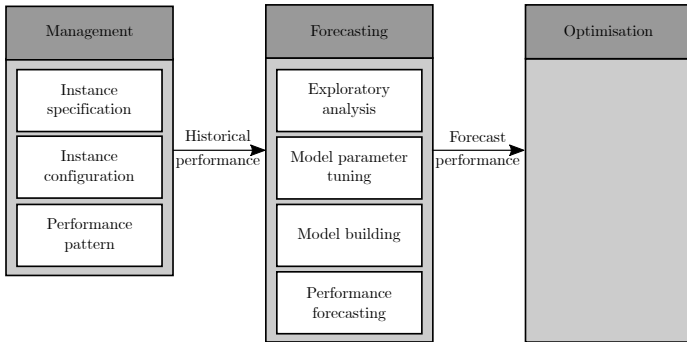 Management
Instance
specification
Instance
configuration
Performance
pattern
Historical
performance
Forecasting
Exploratory
analysis
Model parameter
tuning
Model building
Performance
forecasting
Forecast
performance
Optimisation